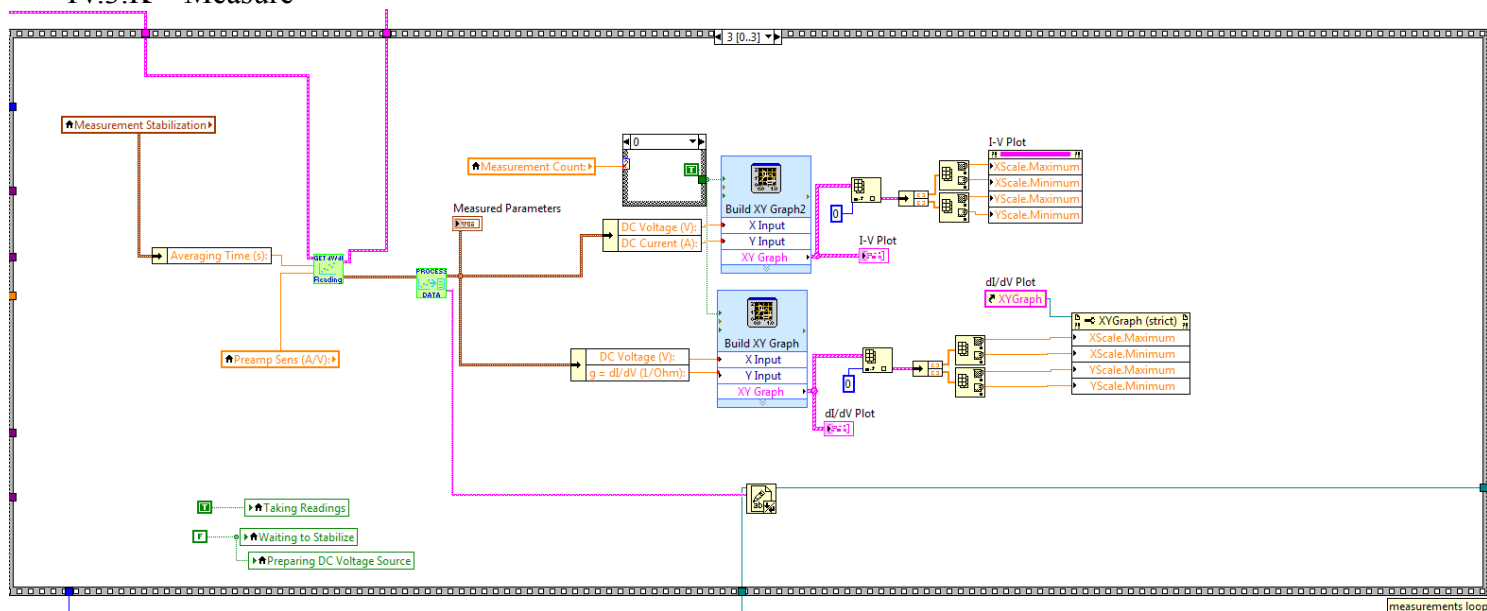 IV.3.K – Measure
3 [0..3]
Measurement Stabilization
0
I-V Plot
Measurement Count:
T
XScale.Maximum
XScale.Minimum
YScale.Maximum
YScale.Minimum
Build XY Graph2
Measured Parameters
DC Voltage (V):
X Input
0
DC Current (A):
Y Input
I-V Plot
Averaging Time (s):
XY Graph
Reading
PROCESS
DATA
dI/dV Plot
XYGraph
XYGraph (strict)
Build XY Graph
XScale.Maximum
Preamp Sens (A/V):
DC Voltage (V):
X Input
XScale.Minimum
g = dI/dV (1/Ohm):
Y Input
YScale.Maximum
XY Graph
0
YScale.Minimum
dI/dV Plot
T
Taking Readings
F
Waiting to Stabilize
Preparing DC Voltage Source
measurements loop